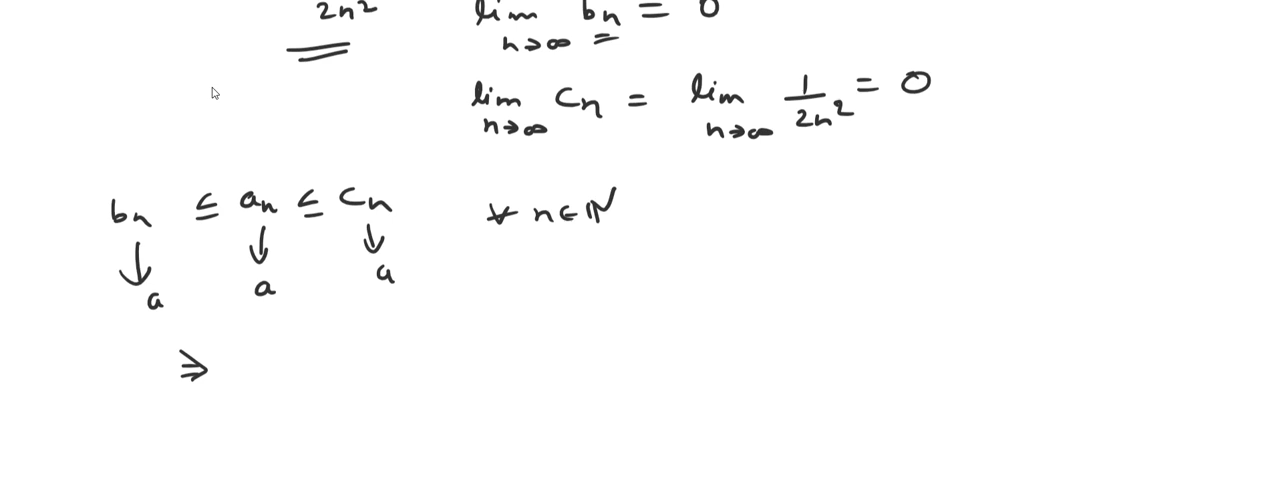 2n² lim bn = 0
n→∞
lim Cn = lim 1/2n² = 0
n→∞ n→∞
bn ≤ an ≤ Cn ∀ n∈ℕ
↓ ↓ ↓
a a a
⇒